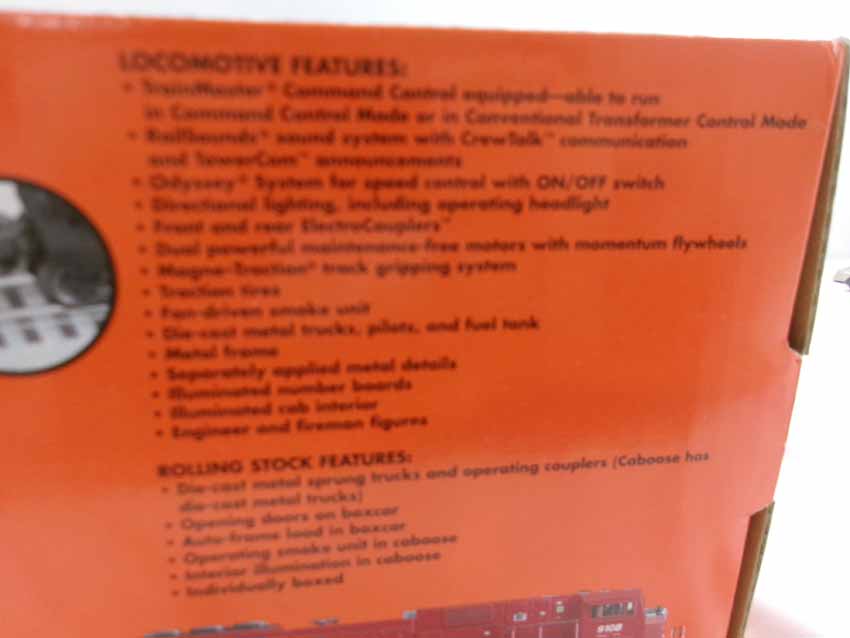 LOCOMOTIVE FEATURES:
• TrainMaster® Command Control equipped—able to run
in Command Control Mode or in Conventional Transformer Control Mode
• RailSounds® sound system with CrewTalk™ communication
and TowerCom™ announcements
• Odyssey® System for speed control with ON/OFF switch
• Directional lighting, including operating headlight
• Front and rear ElectroCouplers™
• Dual powerful maintenance-free motors with momentum flywheels
• Magne-Traction® track gripping system
• Traction tires
• Fan-driven smoke unit
• Die-cast metal trucks, pilots, and fuel tank
• Metal frame
• Separately applied metal details
• Illuminated number boards
• Illuminated cab interior
• Engineer and fireman figures
ROLLING STOCK FEATURES:
• Die-cast metal sprung trucks and operating couplers (Caboose has
die-cast metal trucks)
• Opening doors on boxcar
• Auto-frame load in boxcar
• Operating smoke unit in caboose
• Interior illumination in caboose
• Individually boxed
9108